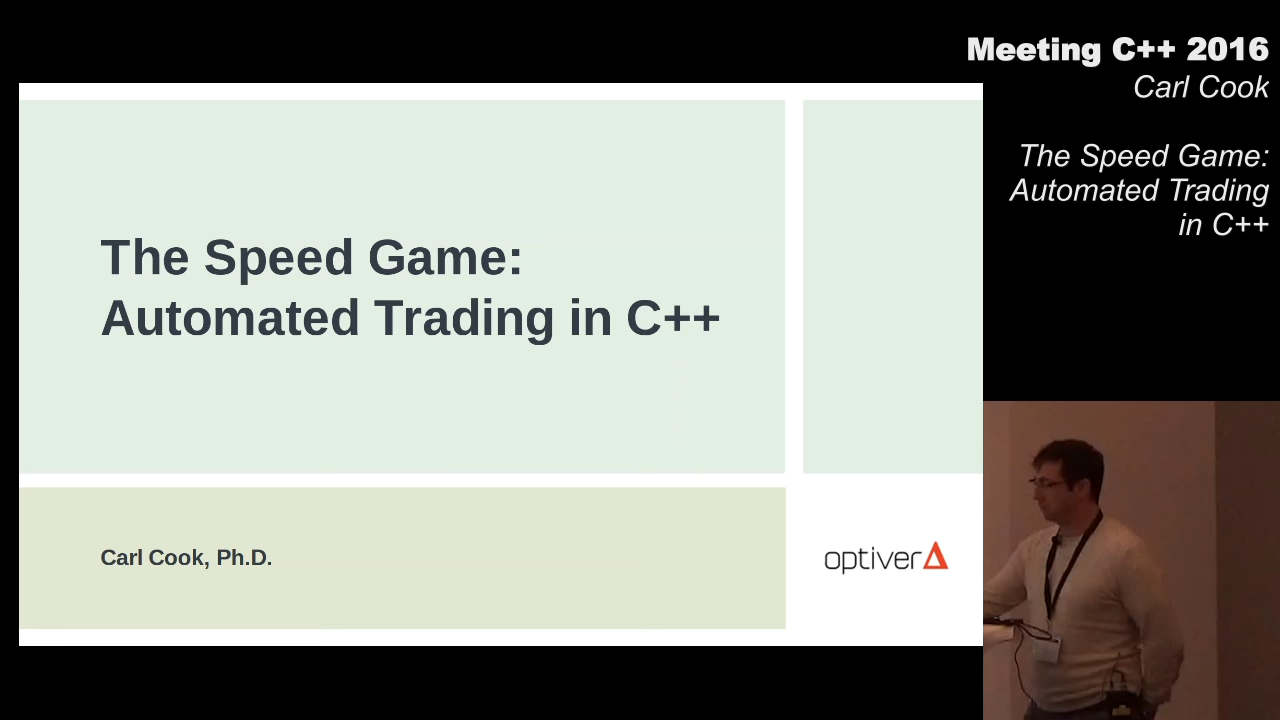 Meeting C++ 2016
Carl Cook
The Speed Game:
Automated Trading
in C++
The Speed Game:
Automated Trading in C++
Carl Cook, Ph.D.
optiver